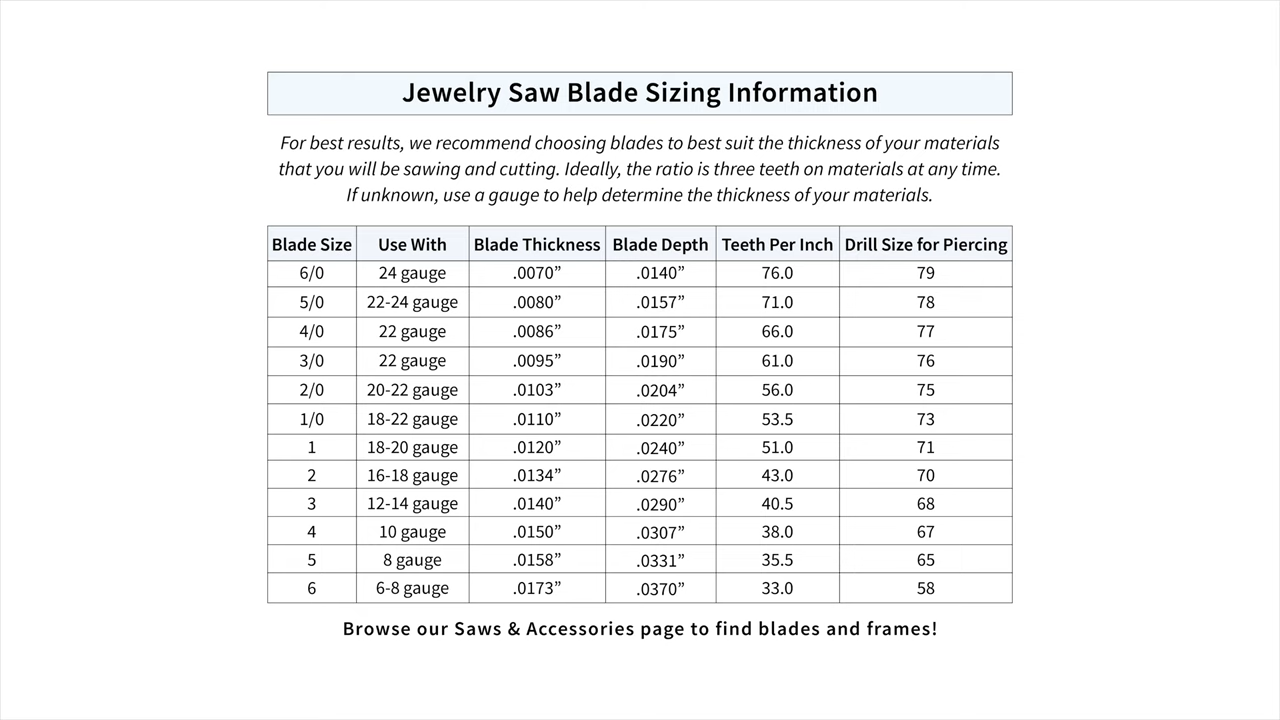 Jewelry Saw Blade Sizing Information
For best results, we recommend choosing blades to best suit the thickness of your materials
that you will be sawing and cutting. Ideally, the ratio is three teeth on materials at any time.
If unknown, use a gauge to help determine the thickness of your materials.
Blade Size Use With Blade Thickness Blade Depth Teeth Per Inch Drill Size for Piercing
6/0 24 gauge .0070” .0140” 76.0 79
5/0 22-24 gauge .0080” .0157” 71.0 78
4/0 22 gauge .0086” .0175” 66.0 77
3/0 22 gauge .0095” .0190” 61.0 76
2/0 20-22 gauge .0103” .0204” 56.0 75
1/0 18-22 gauge .0110” .0220” 53.5 73
1 18-20 gauge .0120” .0240” 51.0 71
2 16-18 gauge .0134” .0276” 43.0 70
3 12-14 gauge .0140” .0290” 40.5 68
4 10 gauge .0150” .0307” 38.0 67
5 8 gauge .0158” .0331” 35.5 65
6 6-8 gauge .0173” .0370” 33.0 58
Browse our Saws & Accessories page to find blades and frames!